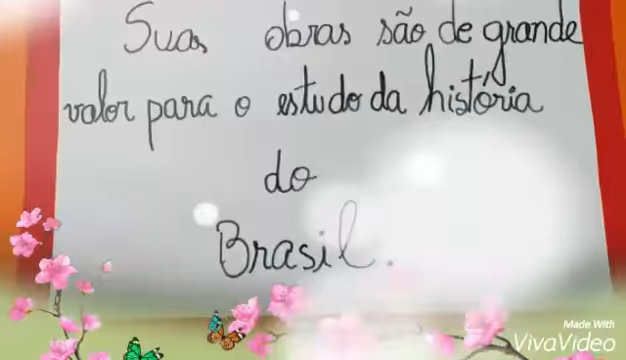 Suas obras são de grande
valor para o estudo da história
do
Brasil.
Made With
VivaVideo